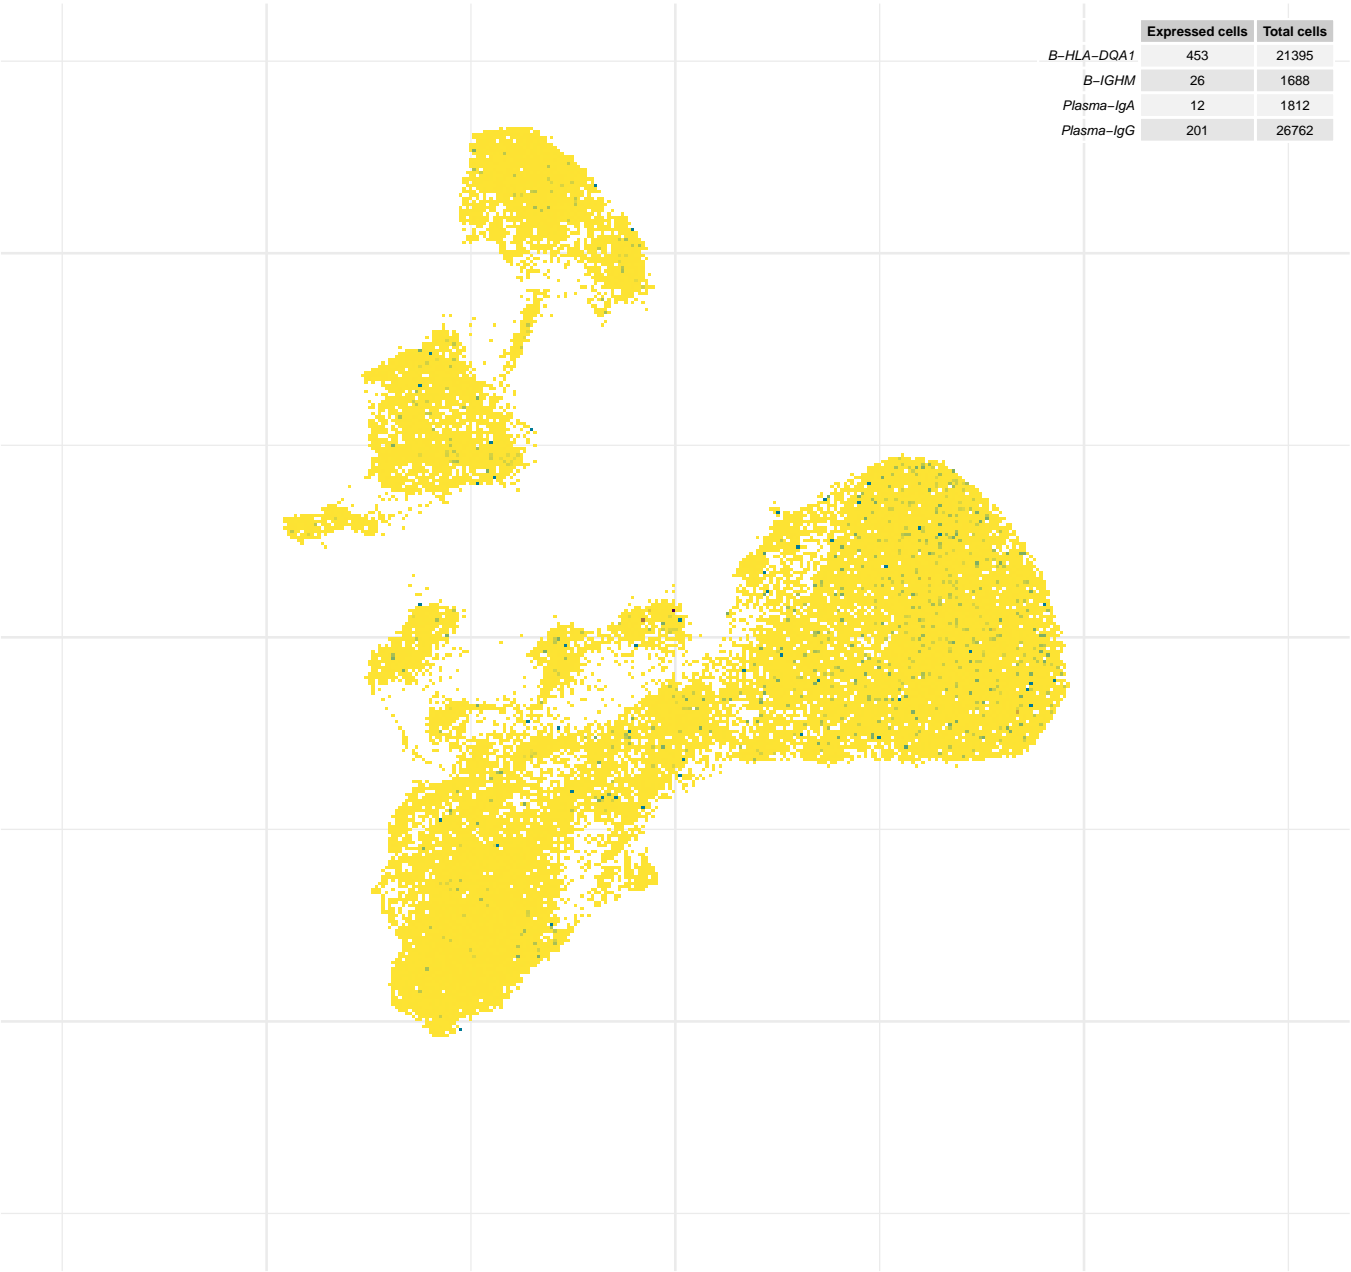 Expressed cells Total cells
B−HLA−DQA1 453 21395
B−IGHM 26 1688
Plasma−IgA 12 1812
Plasma−IgG 201 26762